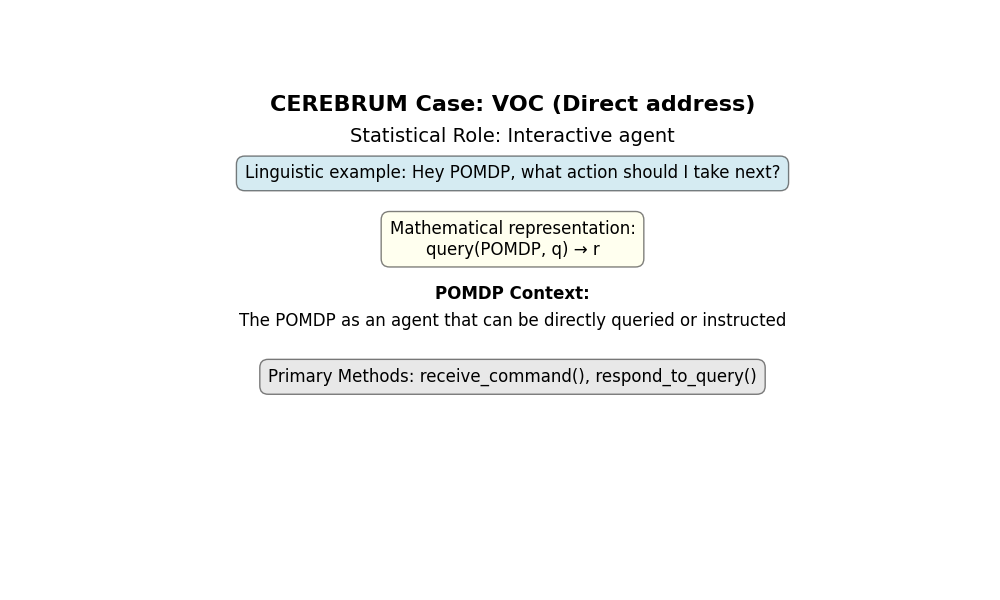 CEREBRUM Case: VOC (Direct address)
Statistical Role: Interactive agent
Linguistic example: Hey POMDP, what action should I take next?
Mathematical representation:
query(POMDP, q) → r
POMDP Context:
The POMDP as an agent that can be directly queried or instructed
Primary Methods: receive_command(), respond_to_query()